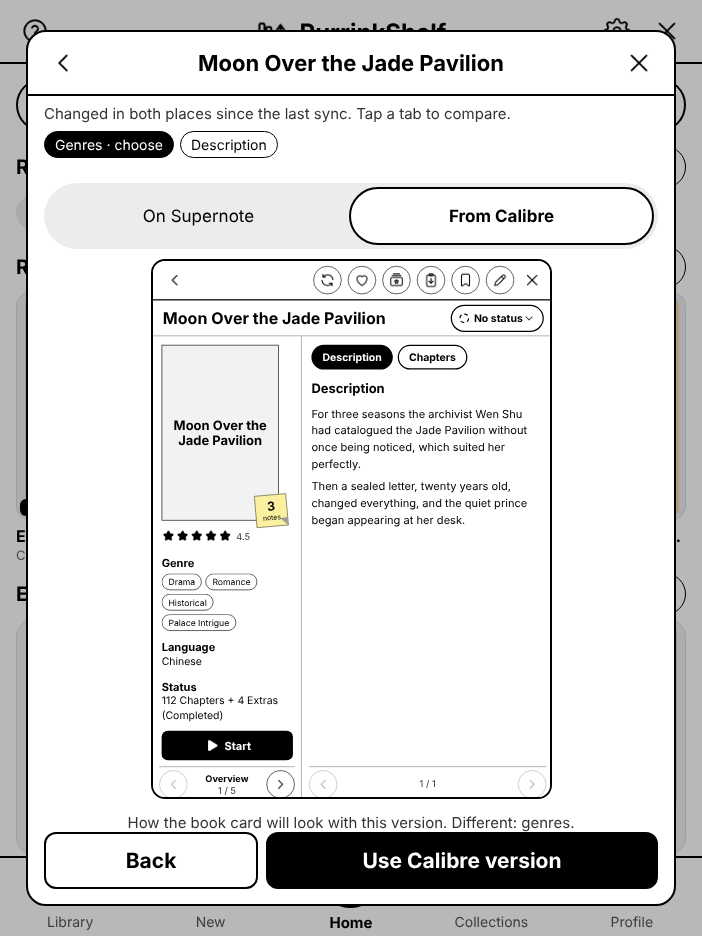 Moon Over the Jade Pavilion
Changed in both places since the last sync. Tap a tab to compare.
Genres · choose
Description
On Supernote
From Calibre
Moon Over the Jade Pavilion
No status
Moon Over the
Jade Pavilion
3
notes
4.5
Genre
Drama
Romance
Historical
Palace Intrigue
Language
Chinese
Status
112 Chapters + 4 Extras
(Completed)
Start
Overview
1 / 5
Description
Chapters
Description
For three seasons the archivist Wen Shu
had catalogued the Jade Pavilion without
once being noticed, which suited her
perfectly.
Then a sealed letter, twenty years old,
changed everything, and the quiet prince
began appearing at her desk.
1 / 1
How the book card will look with this version. Different: genres.
Back
Use Calibre version
Library
New
Home
Collections
Profile